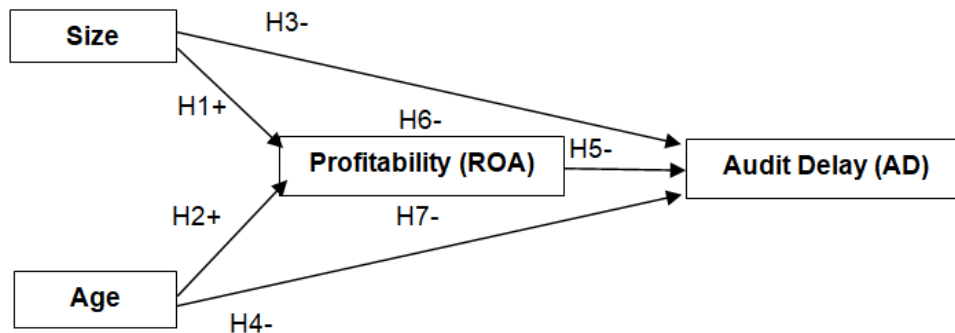 Size
H3-
H1+
H6-
Profitability (ROA)
H5-
Audit Delay (AD)
H2+
H7-
Age
H4-